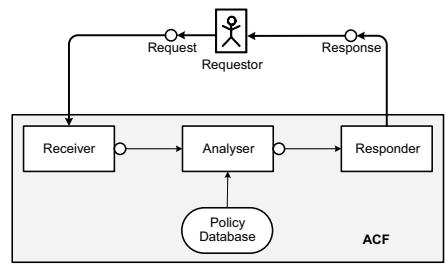 Request
Requestor
Response
Receiver
Analyser
Responder
Policy
Database
ACF